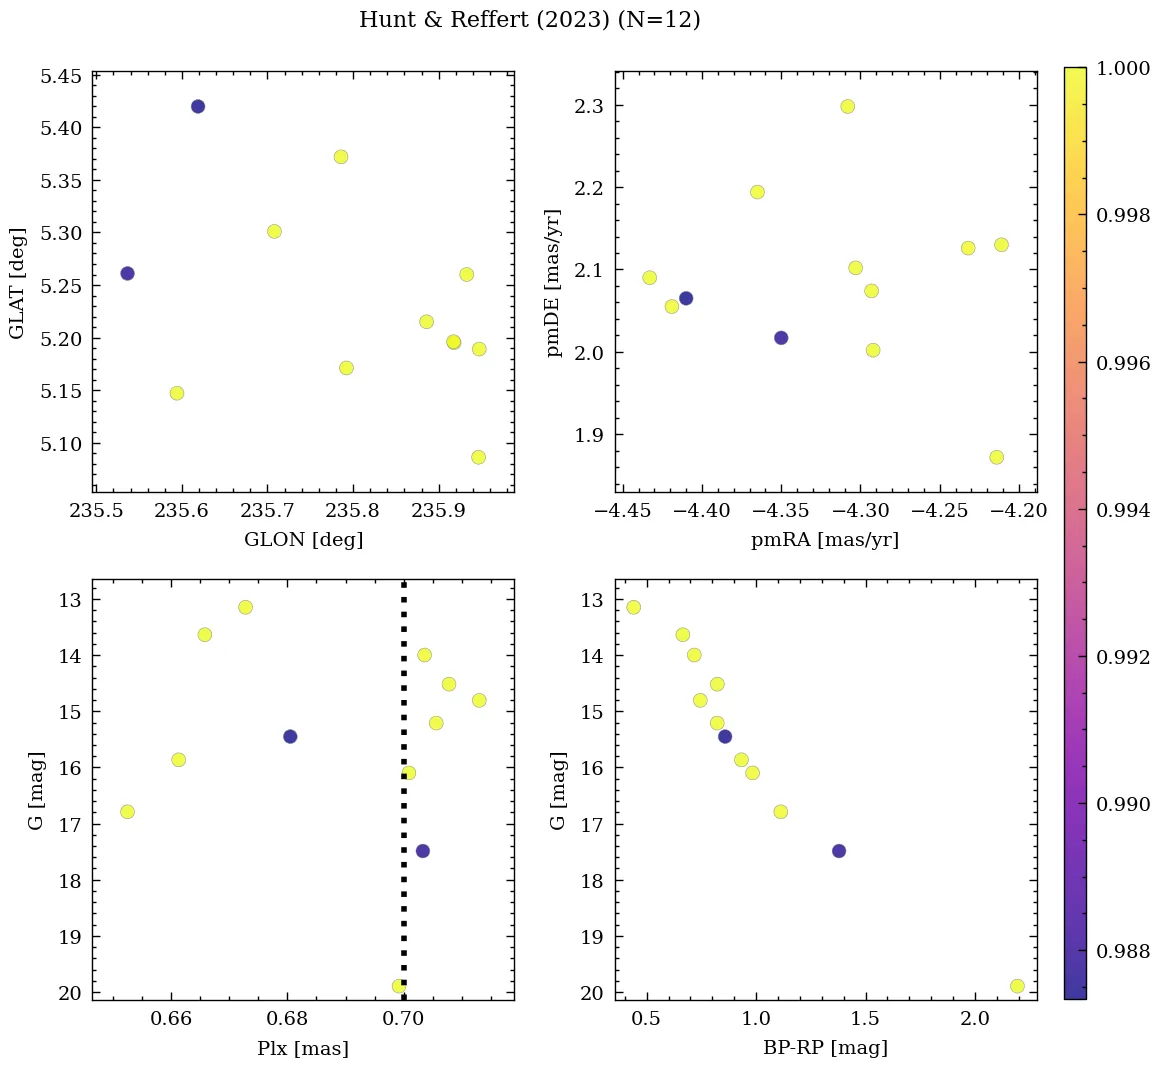 Hunt & Reffert (2023) (N=12)
5.45
5.40
5.35
5.30
5.25
5.20
5.15
5.10
GLAT [deg]
235.5 235.6 235.7 235.8 235.9
GLON [deg]
2.3
2.2
2.1
2.0
1.9
pmDE [mas/yr]
−4.45 −4.40 −4.35 −4.30 −4.25 −4.20
pmRA [mas/yr]
13
14
15
16
17
18
19
20
G [mag]
0.66 0.68 0.70
Plx [mas]
13
14
15
16
17
18
19
20
G [mag]
0.5 1.0 1.5 2.0
BP-RP [mag]
1.000
0.998
0.996
0.994
0.992
0.990
0.988